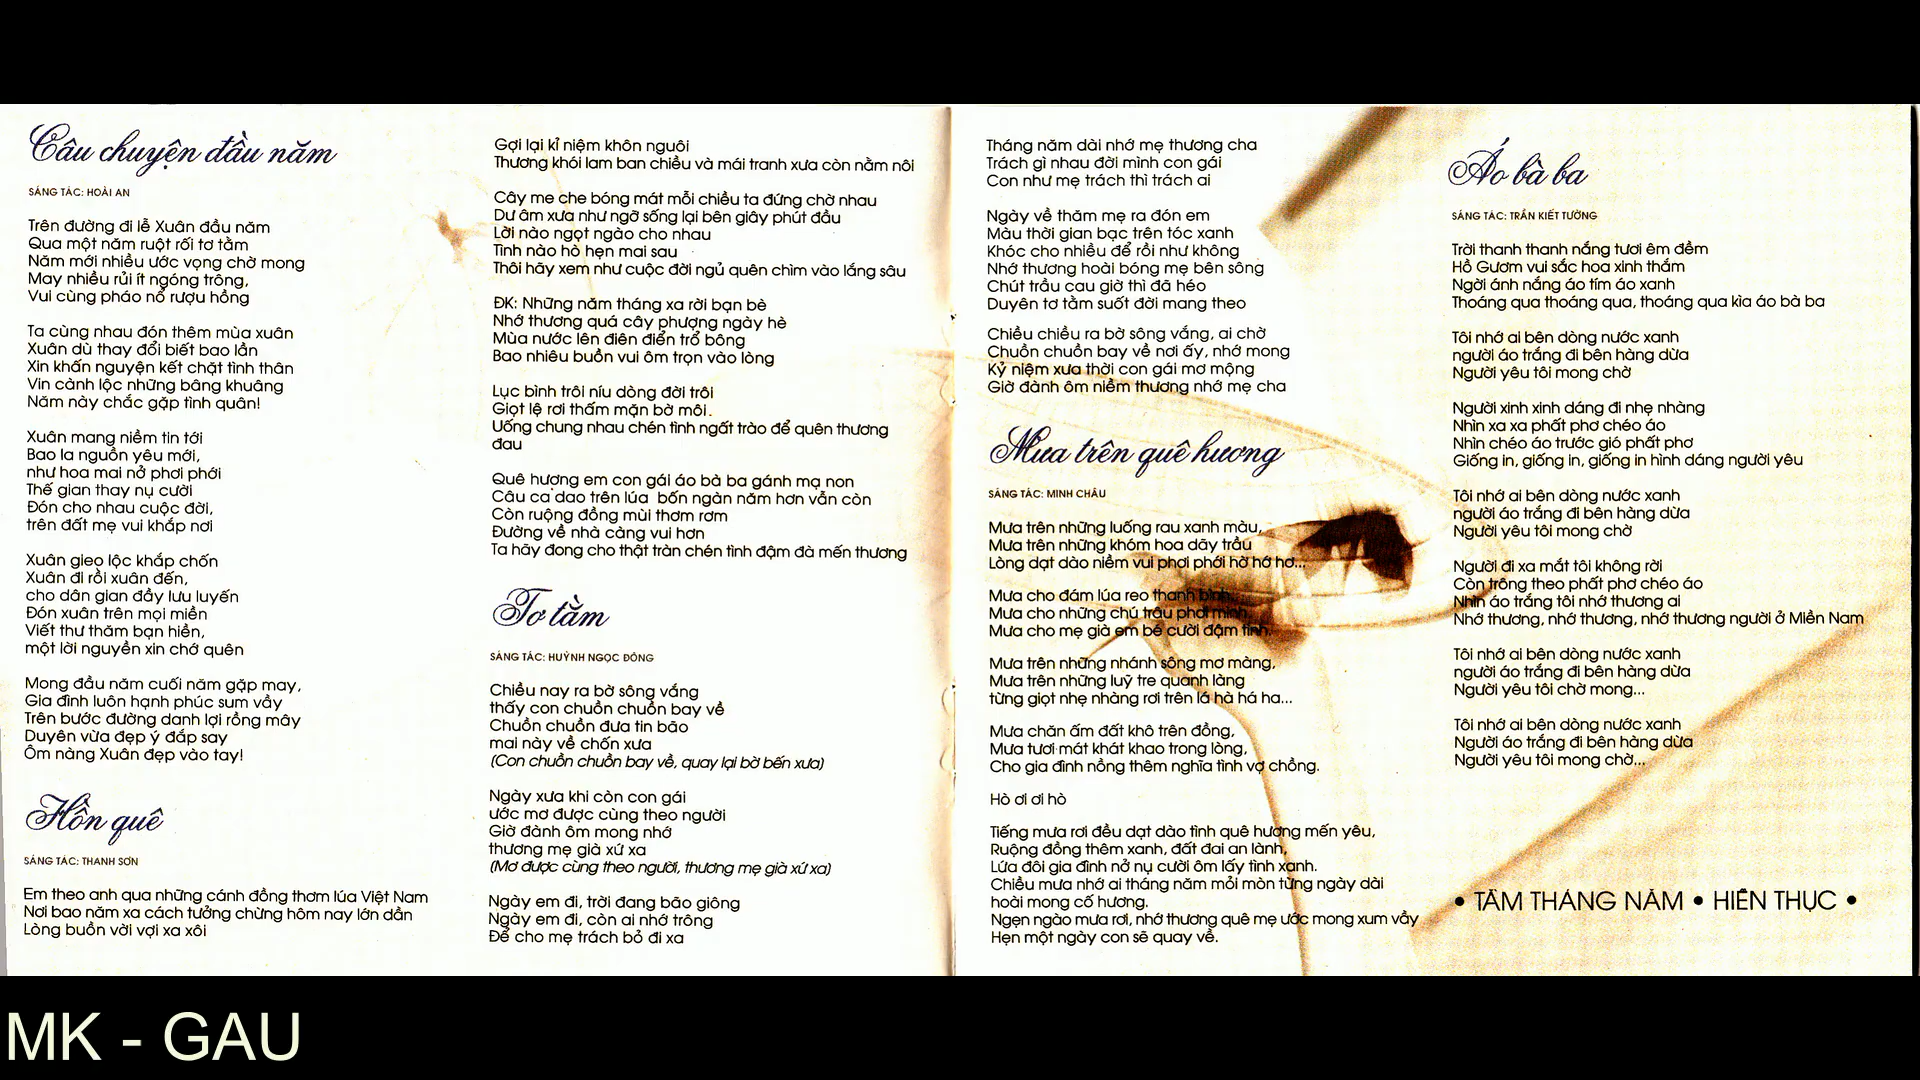 Câu chuyện đầu năm
SÁNG TÁC: HOÀI AN
Trên đường đi lễ Xuân đầu năm
Qua một năm ruột rối tơ tằm
Năm mới nhiều ước vọng chờ mong
May nhiều rủi ít ngóng trông,
Vui cùng pháo nổ rượu hồng
Ta cùng nhau đón thêm mùa xuân
Xuân dù thay đổi biết bao lần
Xin khấn nguyện kết chặt tình thân
Vin cành lộc những bâng khuâng
Năm này chắc gặp tình quân!
Xuân mang niềm tin tới
Bao la nguồn yêu mới,
như hoa mai nở phơi phới
Thế gian thay nụ cười
Đón cho nhau cuộc đời,
trên đất mẹ vui khắp nơi
Xuân gieo lộc khắp chốn
Xuân đi rồi xuân đến,
cho dân gian đầy lưu luyến
Đón xuân trên mọi miền
Viết thư thăm bạn hiền,
một lời nguyền xin chớ quên
Mong đầu năm cuối năm gặp may,
Gia đình luôn hạnh phúc sum vầy
Trên bước đường danh lợi rồng mây
Duyên vừa đẹp ý đắp say
Ôm nàng Xuân đẹp vào tay!
Hồn quê
SÁNG TÁC: THANH SƠN
Em theo anh qua những cánh đồng thơm lúa Việt Nam
Nơi bao năm xa cách tưởng chừng hôm nay lớn dần
Lòng buồn vời vợi xa xôi
Gợi lại kỉ niệm khôn nguôi
Thương khói lam ban chiều và mái tranh xưa còn nằm nôi
Cây me che bóng mát mỗi chiều ta đứng chờ nhau
Dư âm xưa như ngỡ sống lại bên giây phút đầu
Lời nào ngọt ngào cho nhau
Tình nào hò hẹn mai sau
Thôi hãy xem như cuộc đời ngủ quên chìm vào lắng sâu
ĐK: Những năm tháng xa rời bạn bè
Nhớ thương quá cây phượng ngày hè
Mùa nước lên điên điển trổ bông
Bao nhiêu buồn vui ôm trọn vào lòng
Lục bình trôi níu dòng đời trôi
Giọt lệ rơi thấm mặn bờ môi.
Uống chung nhau chén tình ngất trào để quên thương
đau
Quê hương em con gái áo bà ba gánh mạ non
Câu ca dao trên lúa bốn ngàn năm hơn vẫn còn
Còn ruộng đồng mùi thơm rơm
Đường về nhà càng vui hơn
Ta hãy đong cho thật tràn chén tình đậm đà mến thương
Tơ tằm
SÁNG TÁC: HUỲNH NGỌC ĐÔNG
Chiều nay ra bờ sông vắng
thấy con chuồn chuồn bay về
Chuồn chuồn đưa tin bão
mai này về chốn xưa
(Con chuồn chuồn bay về, quay lại bờ bến xưa)
Ngày xưa khi còn con gái
ước mơ được cùng theo người
Giờ đành ôm mong nhớ
thương mẹ già xứ xa
(Mơ được cùng theo người, thương mẹ già xứ xa)
Ngày em đi, trời đang bão giông
Ngày em đi, còn ai nhớ trông
Để cho mẹ trách bỏ đi xa
Tháng năm dài nhớ mẹ thương cha
Trách gì nhau đời mình con gái
Con như mẹ trách thì trách ai
Ngày về thăm mẹ ra đón em
Màu thời gian bạc trên tóc xanh
Khóc cho nhiều để rồi như không
Nhớ thương hoài bóng mẹ bên sông
Chút trầu cau giờ thì đã héo
Duyên tơ tằm suốt đời mang theo
Chiều chiều ra bờ sông vắng, ai chờ
Chuồn chuồn bay về nơi ấy, nhớ mong
Kỷ niệm xưa thời con gái mơ mộng
Giờ đành ôm niềm thương nhớ mẹ cha
Mưa trên quê hương
SÁNG TÁC: MINH CHÂU
Mưa trên những luống rau xanh màu,
Mưa trên những khóm hoa dãy trầu
Lòng dạt dào niềm vui phơi phới hờ hớ hơ...
Mưa cho đám lúa reo thanh bình,
Mưa cho những chú trâu phơi mình,
Mưa cho mẹ già em bé cười đậm tình.
Mưa trên những nhánh sông mơ màng,
Mưa trên những luỹ tre quanh làng
từng giọt nhẹ nhàng rơi trên lá hà há ha...
Mưa chăn ấm đất khô trên đồng,
Mưa tươi mát khát khao trong lòng,
Cho gia đình nồng thêm nghĩa tình vợ chồng.
Hò ơi ơi hò
Tiếng mưa rơi đều dạt dào tình quê hương mến yêu,
Ruộng đồng thêm xanh, đất đai an lành,
Lứa đôi gia đình nở nụ cười ôm lấy tình xanh.
Chiều mưa nhớ ai tháng năm mỏi mòn từng ngày dài
hoài mong cố hương.
Ngẹn ngào mưa rơi, nhớ thương quê mẹ ước mong xum vầy
Hẹn một ngày con sẽ quay về.
Áo bà ba
SÁNG TÁC: TRẦN KIẾT TƯỜNG
Trời thanh thanh nắng tươi êm đềm
Hồ Gươm vui sắc hoa xinh thắm
Ngời ánh nắng áo tím áo xanh
Thoáng qua thoáng qua, thoáng qua kìa áo bà ba
Tôi nhớ ai bên dòng nước xanh
người áo trắng đi bên hàng dừa
Người yêu tôi mong chờ
Người xinh xinh dáng đi nhẹ nhàng
Nhìn xa xa phất phơ chéo áo
Nhìn chéo áo trước gió phất phơ
Giống in, giống in, giống in hình dáng người yêu
Tôi nhớ ai bên dòng nước xanh
người áo trắng đi bên hàng dừa
Người yêu tôi mong chờ
Người đi xa mắt tôi không rời
Còn trông theo phất phơ chéo áo
Nhìn áo trắng tôi nhớ thương ai
Nhớ thương, nhớ thương, nhớ thương người ở Miền Nam
Tôi nhớ ai bên dòng nước xanh
người áo trắng đi bên hàng dừa
Người yêu tôi chờ mong...
Tôi nhớ ai bên dòng nước xanh
Người áo trắng đi bên hàng dừa
Người yêu tôi mong chờ...
• TÁM THÁNG NĂM • HIỀN THỤC •
MK - GAU